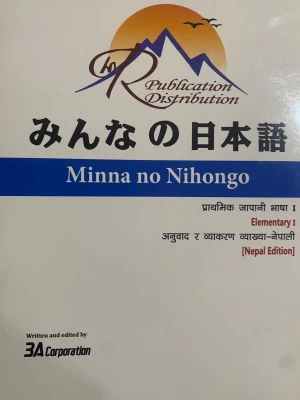 Publication
Distribution
みんな の 日本語
Minna no Nihongo
प्राथमिक जापानी भाषा I
Elementary I
अनुवाद र व्याकरण व्याख्या-नेपाली
[Nepal Edition]
Written and edited by
3A Corporation